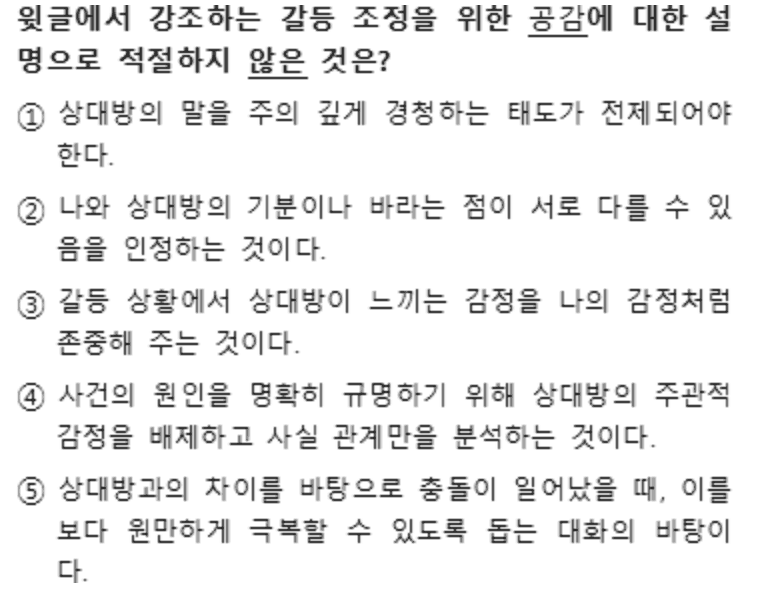 윗글에서 강조하는 갈등 조정을 위한 공감에 대한 설
명으로 적절하지 않은 것은?
① 상대방의 말을 주의 깊게 경청하는 태도가 전제되어야
한다.
② 나와 상대방의 기분이나 바라는 점이 서로 다를 수 있
음을 인정하는 것이다.
③ 갈등 상황에서 상대방이 느끼는 감정을 나의 감정처럼
존중해 주는 것이다.
④ 사건의 원인을 명확히 규명하기 위해 상대방의 주관적
감정을 배제하고 사실 관계만을 분석하는 것이다.
⑤ 상대방과의 차이를 바탕으로 충돌이 일어났을 때, 이를
보다 원만하게 극복할 수 있도록 돕는 대화의 바탕이
다.